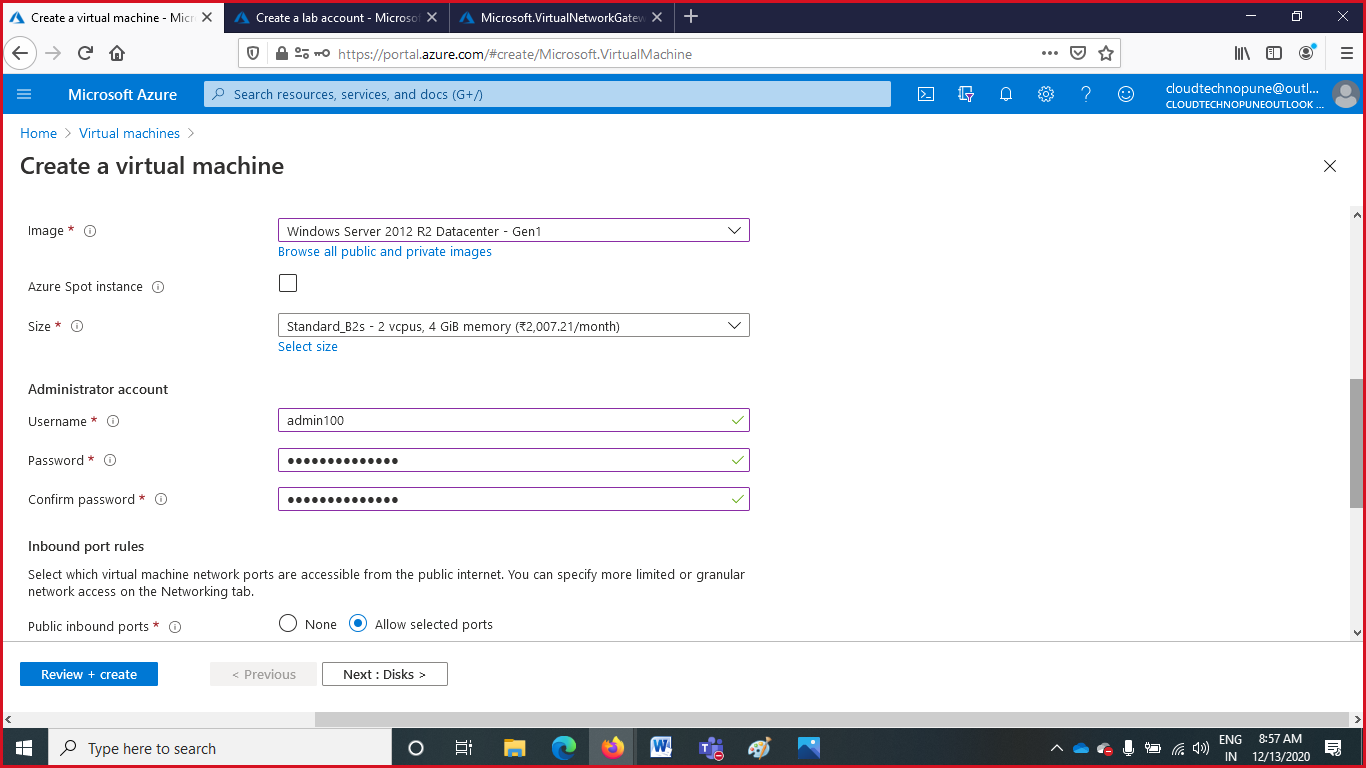 Create a virtual machine - Micr
Create a lab account - Microsof
Microsoft.VirtualNetworkGatew
https://portal.azure.com/#create/Microsoft.VirtualMachine
Microsoft Azure
Search resources, services, and docs (G+/)
cloudtechnopune@outl...
CLOUDTECHNOPUNEOUTLOOK ...
Home > Virtual machines >
Create a virtual machine
Image *
Windows Server 2012 R2 Datacenter - Gen1
Browse all public and private images
Azure Spot instance
Size *
Standard_B2s - 2 vcpus, 4 GiB memory (₹2,007.21/month)
Select size
Administrator account
Username *
admin100
Password *
●●●●●●●●●●●●●●
Confirm password *
●●●●●●●●●●●●●●
Inbound port rules
Select which virtual machine network ports are accessible from the public internet. You can specify more limited or granular
network access on the Networking tab.
Public inbound ports *
None
Allow selected ports
Review + create
< Previous
Next : Disks >
Type here to search
ENG
IN
8:57 AM
12/13/2020